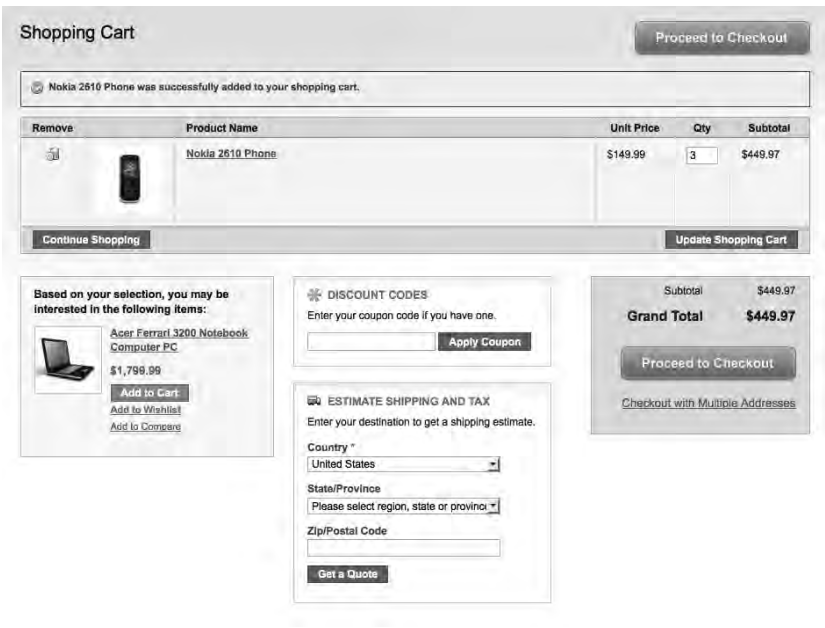 Shopping Cart
Proceed to Checkout
Nokia 2610 Phone was successfully added to your shopping cart.
Remove Product Name Unit Price Qty Subtotal
Nokia 2610 Phone $149.99 3 $449.97
Continue Shopping Update Shopping Cart
Based on your selection, you may be
interested in the following items:
Acer Ferrari 3200 Notebook
Computer PC
$1,799.99
Add to Cart
Add to Wishlist
Add to Compare
DISCOUNT CODES
Enter your coupon code if you have one.
Apply Coupon
ESTIMATE SHIPPING AND TAX
Enter your destination to get a shipping estimate.
Country *
United States
State/Province
Please select region, state or provinc
Zip/Postal Code
Get a Quote
Subtotal $449.97
Grand Total $449.97
Proceed to Checkout
Checkout with Multiple Addresses